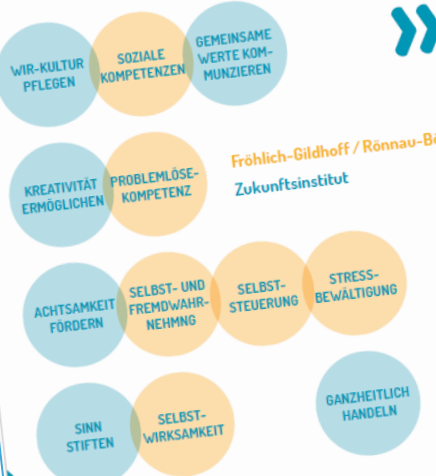 WIR-KULTUR
PFLEGEN
SOZIALE
KOMPETENZEN
GEMEINSAME
WERTE KOM-
MUNZIEREN
KREATIVITÄT
ERMÖGLICHEN
PROBLEMLÖSE-
KOMPETENZ
Fröhlich-Gildhoff / Rönnau-
Zukunftsinstitut
ACHTSAMKEIT
FÖRDERN
SELBST- UND
FREMDWAHR-
NEHMNG
SELBST-
STEUERUNG
STRESS-
BEWÄLTIGUNG
SINN
STIFTEN
SELBST-
WIRKSAMKEIT
GANZHEITLICH
HANDELN